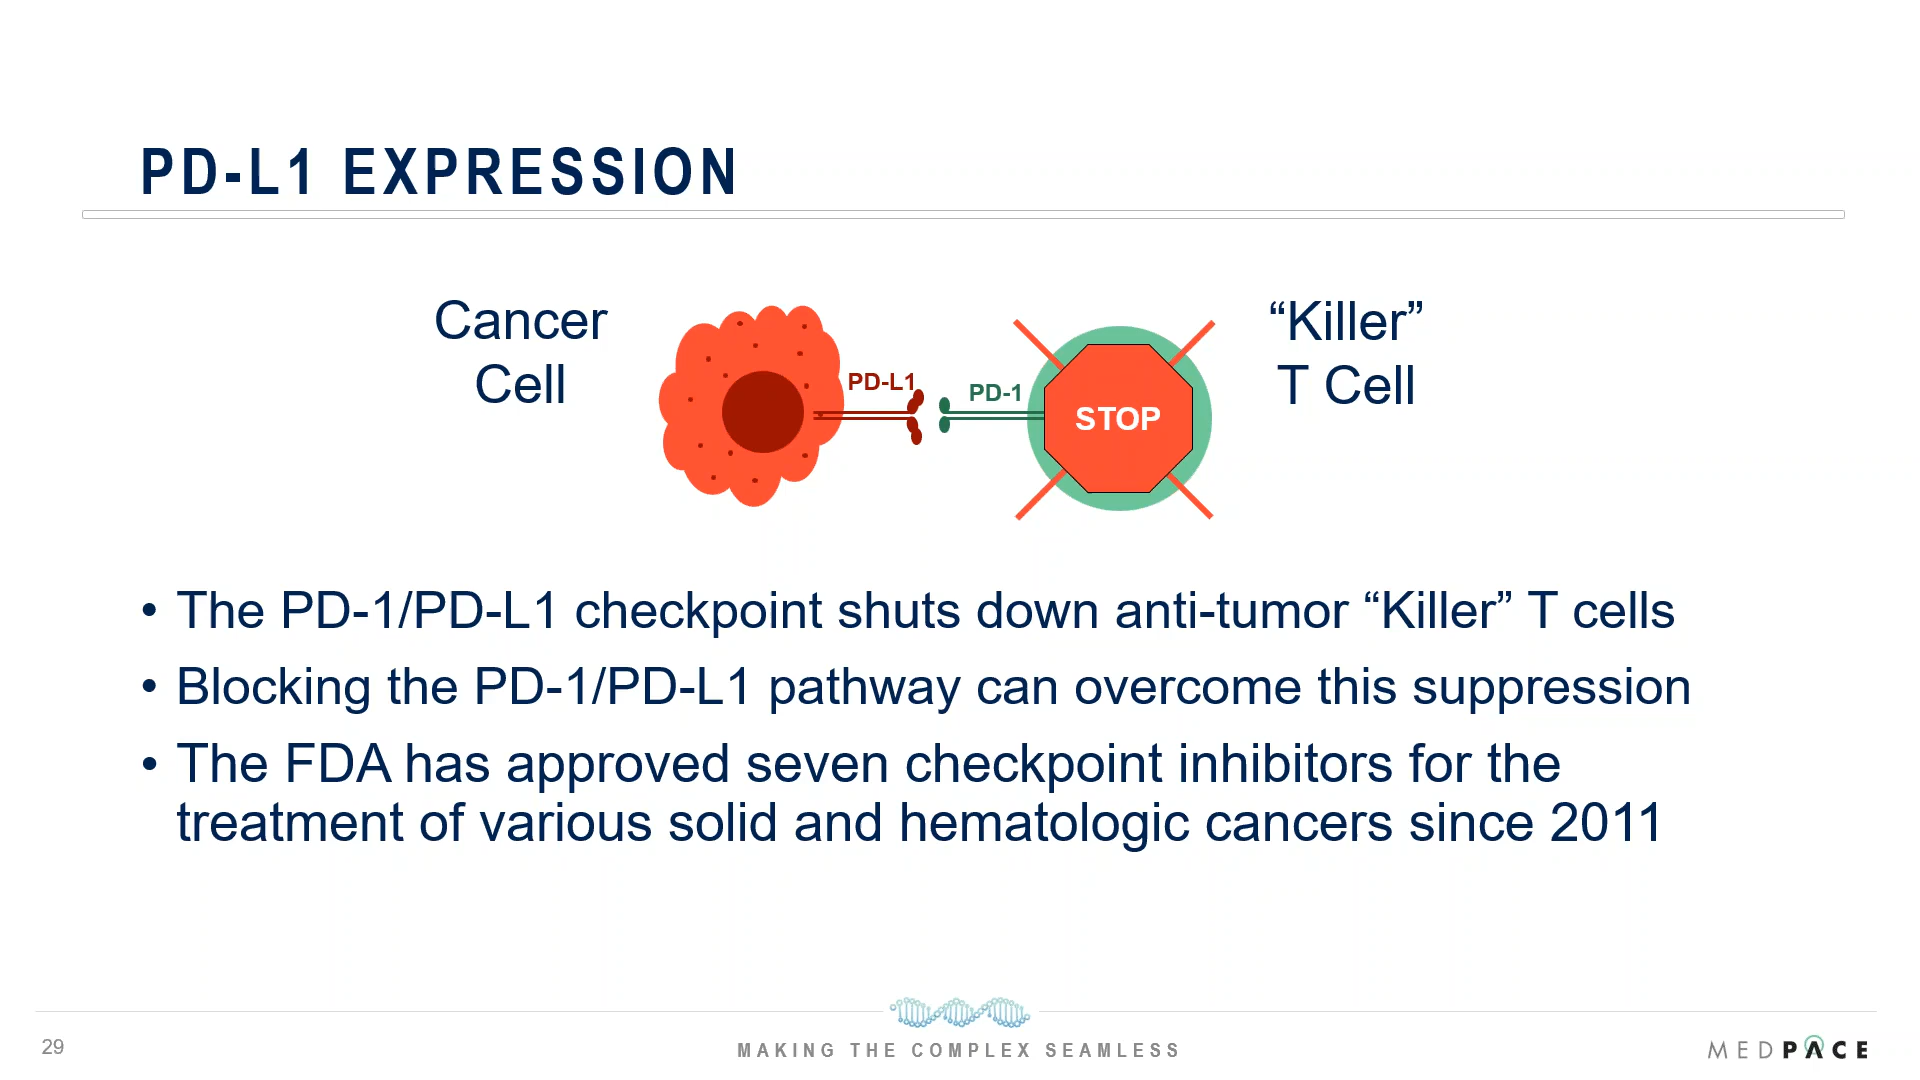 PD-L1 EXPRESSION
Cancer
Cell
PD-L1
PD-1
STOP
“Killer”
T Cell
• The PD-1/PD-L1 checkpoint shuts down anti-tumor “Killer” T cells
• Blocking the PD-1/PD-L1 pathway can overcome this suppression
• The FDA has approved seven checkpoint inhibitors for the
treatment of various solid and hematologic cancers since 2011
29
MAKING THE COMPLEX SEAMLESS
MEDPACE